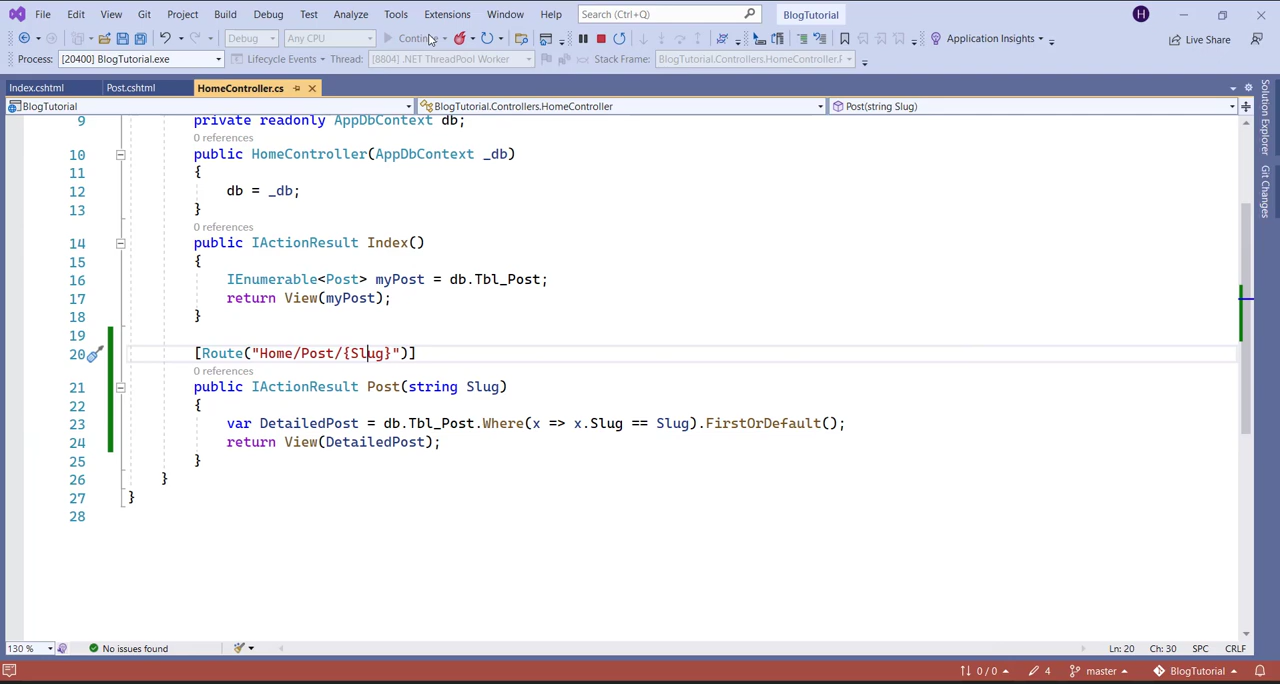 File Edit View Git Project Build Debug Test Analyze Tools Extensions Window Help Search (Ctrl+Q) BlogTutorial H
Debug Any CPU Continue Application Insights Live Share
Process: [20400] BlogTutorial.exe Lifecycle Events Thread: [8804] .NET ThreadPool Worker Stack Frame: BlogTutorial.Controllers.HomeController.F
Index.cshtml Post.cshtml HomeController.cs
BlogTutorial BlogTutorial.Controllers.HomeController Post(string Slug)
9 private readonly AppDbContext db;
0 references
10 public HomeController(AppDbContext _db)
11 {
12 db = _db;
13 }
0 references
14 public IActionResult Index()
15 {
16 IEnumerable<Post> myPost = db.Tbl_Post;
17 return View(myPost);
18 }
19
20 [Route("Home/Post/{Slug}")]
0 references
21 public IActionResult Post(string Slug)
22 {
23 var DetailedPost = db.Tbl_Post.Where(x => x.Slug == Slug).FirstOrDefault();
24 return View(DetailedPost);
25 }
26 }
27 }
28
Solution Explorer
Git Changes
130 % No issues found Ln: 20 Ch: 30 SPC CRLF
0 / 0 4 master BlogTutorial